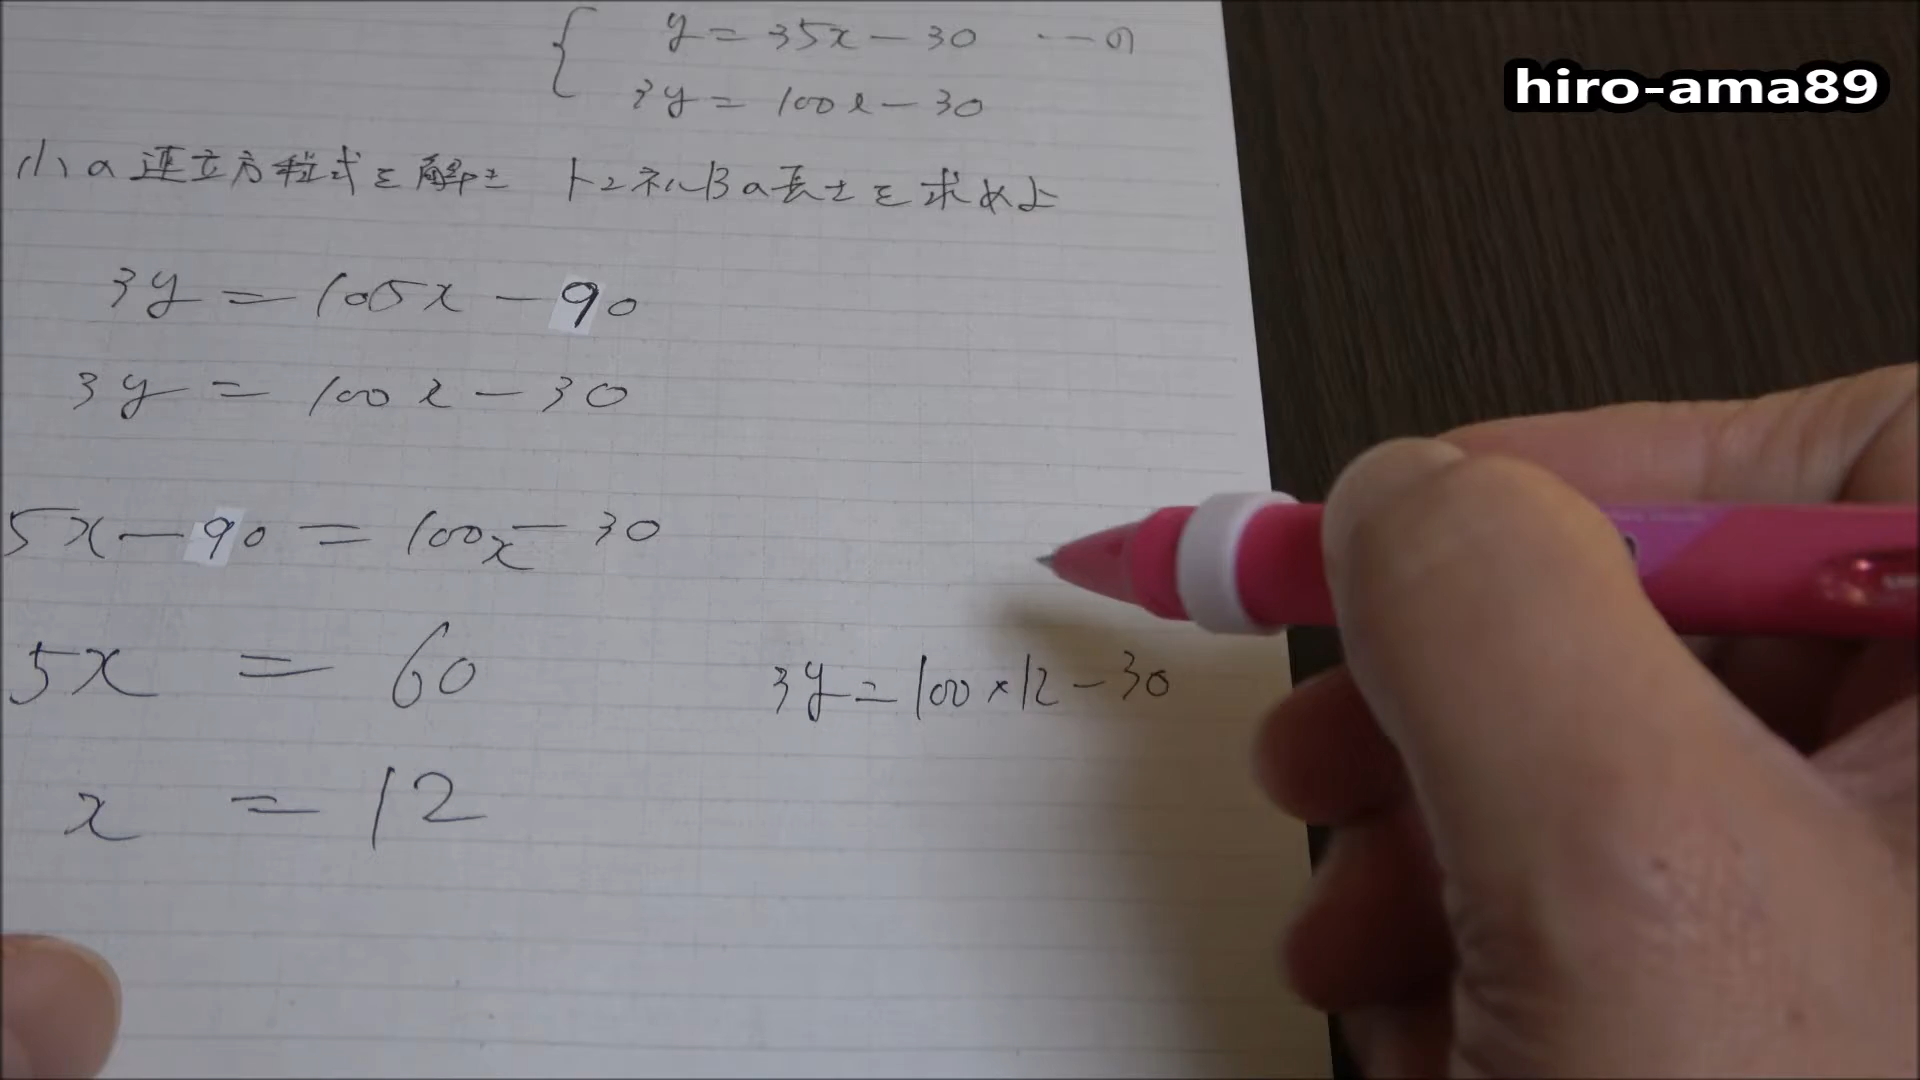 y = 35x - 30 ---の
hiro-ama89
3y = 100x - 30
(1)の連立方程式を解き トンネルBの長さを求めよ
3y = 105x - 90
3y = 100x - 30
5x - 90 = 100x - 30
5x = 60
3y = 100 × 12 - 30
x = 12